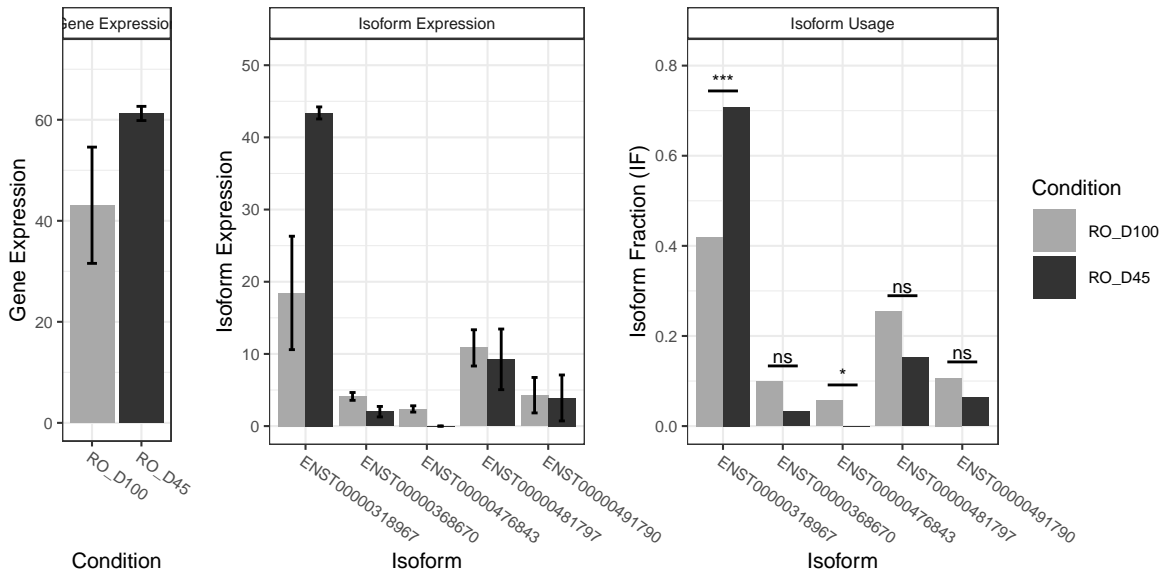 Gene Expression
Isoform Expression
Isoform Usage
Gene Expression
60
40
20
0
RO_D100
RO_D45
Condition
Isoform Expression
50
40
30
20
10
0
ENST00000318967
ENST00000368670
ENST00000476843
ENST00000481797
ENST00000491790
Isoform
Isoform Fraction (IF)
0.8
0.6
0.4
0.2
0.0
***
ns
*
ns
ns
ENST00000318967
ENST00000368670
ENST00000476843
ENST00000481797
ENST00000491790
Isoform
Condition
RO_D100
RO_D45